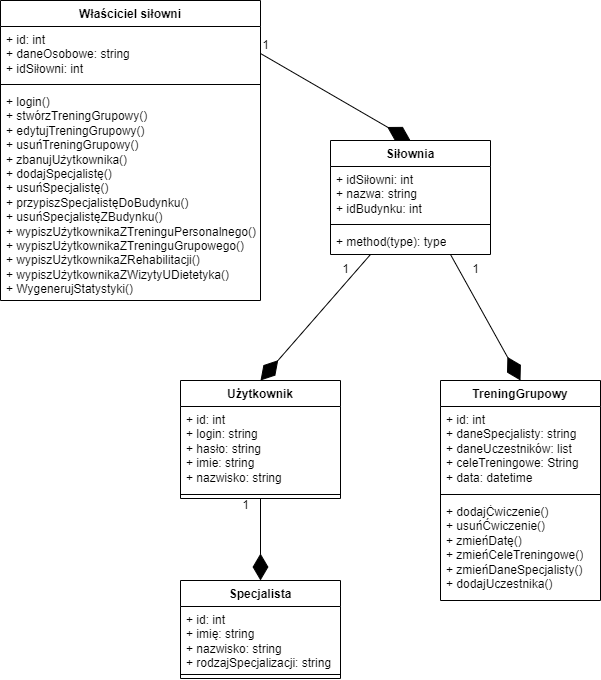 Właściciel siłowni
+ id: int
+ daneOsobowe: string
+ idSiłowni: int
+ login()
+ stwórzTreningGrupowy()
+ edytujTreningGrupowy()
+ usuńTreningGrupowy()
+ zbanujUżytkownika()
+ dodajSpecjalistę()
+ usuńSpecjalistę()
+ przypiszSpecjalistęDoBudynku()
+ usuńSpecjalistęZBudynku()
+ wypiszUżytkownikaZTreninguPersonalnego()
+ wypiszUżytkownikaZTreninguGrupowego()
+ wypiszUżytkownikaZRehabilitacji()
+ wypiszUżytkownikaZWizytyUDietetyka()
+ WygenerujStatystyki()
1
Siłownia
+ idSiłowni: int
+ nazwa: string
+ idBudynku: int
+ method(type): type
1
1
Użytkownik
+ id: int
+ login: string
+ hasło: string
+ imie: string
+ nazwisko: string
1
TreningGrupowy
+ id: int
+ daneSpecjalisty: string
+ daneUczestników: list
+ celeTreningowe: String
+ data: datetime
+ dodajĆwiczenie()
+ usuńĆwiczenie()
+ zmieńDatę()
+ zmieńCeleTreningowe()
+ zmieńDaneSpecjalisty()
+ dodajUczestnika()
Specjalista
+ id: int
+ imię: string
+ nazwisko: string
+ rodzajSpecjalizacji: string